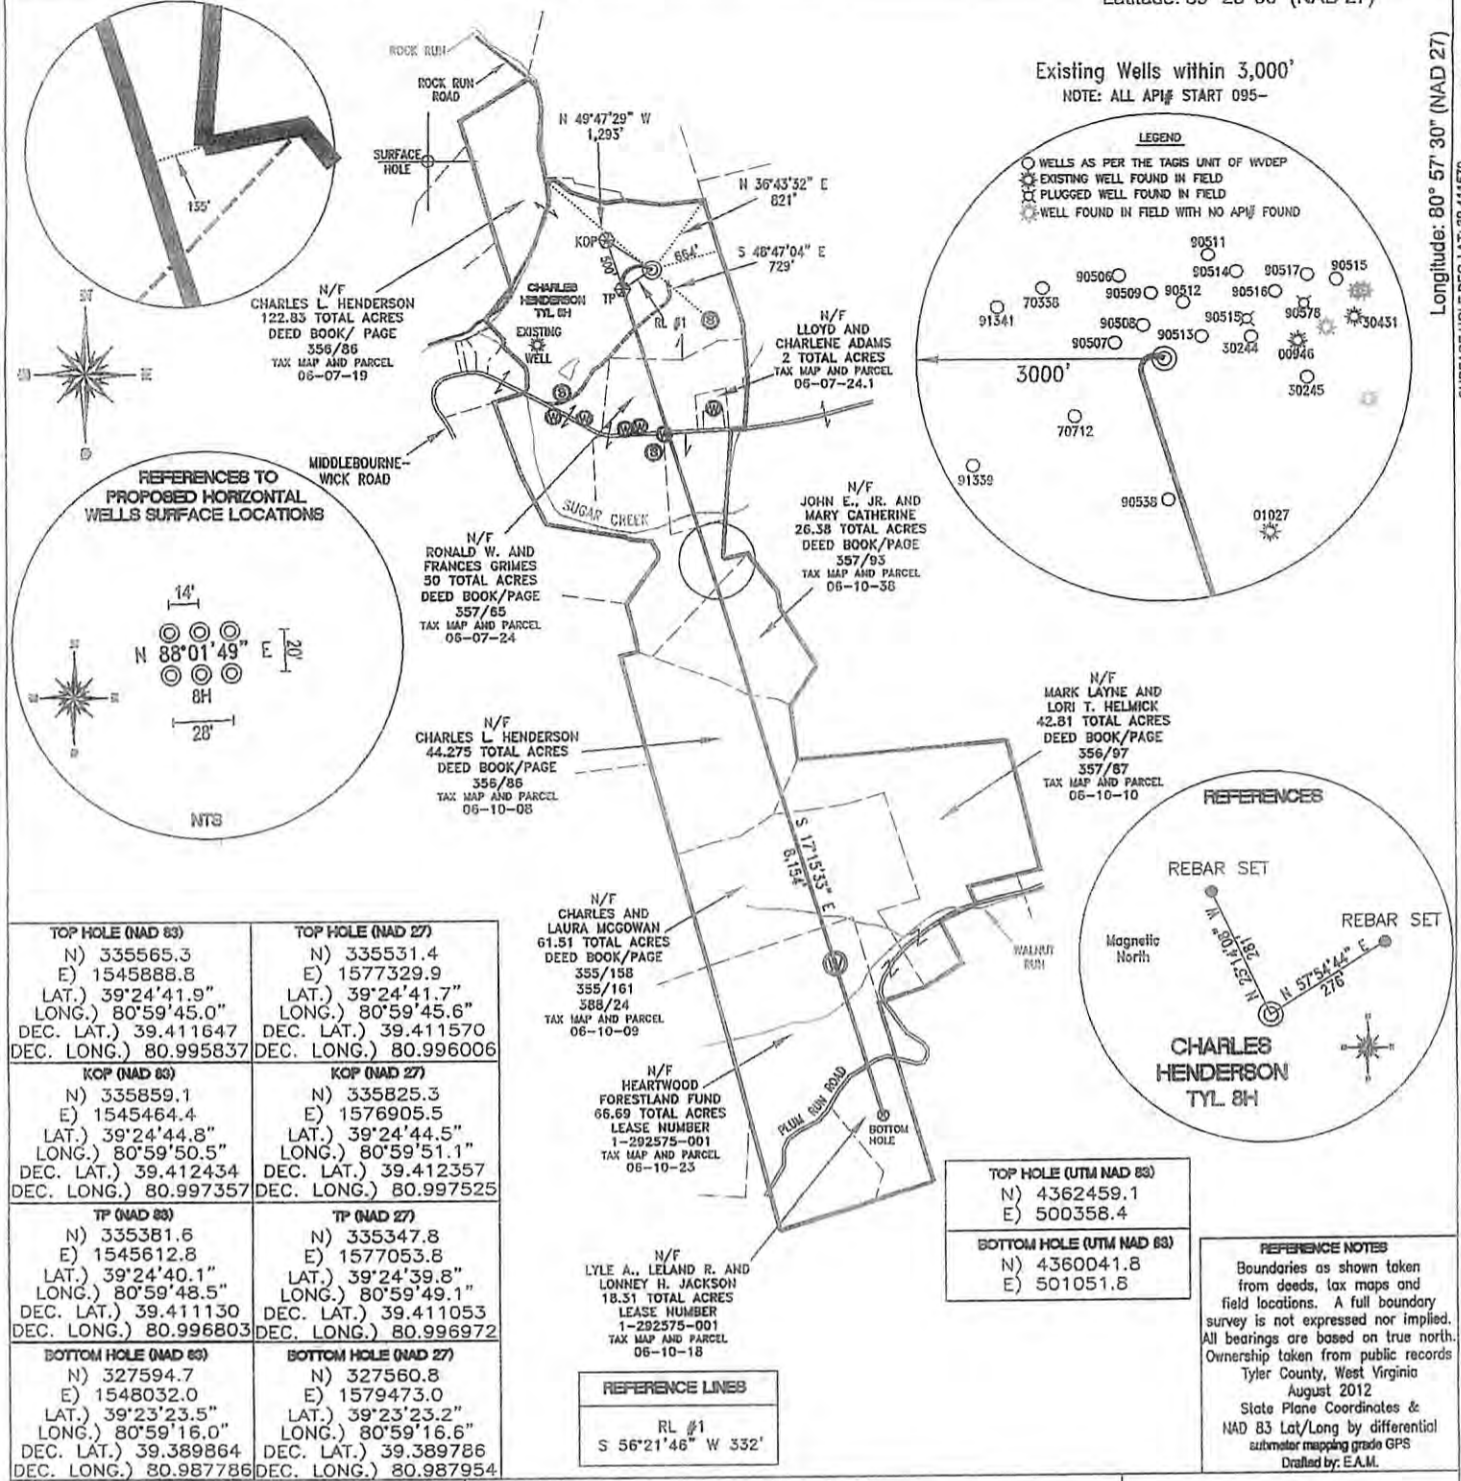 Latitude: 39° 25' 00" (NAD 27)
Longitude: 80° 57' 30" (NAD 27)
135'
ROCK RUN
ROCK RUN
ROAD
SURFACE
HOLE
N 49°47'29" W
1,293'
N 36°43'32" E
821'
S 48°47'04" E
729'
KOP
500'
664'
TP
RL #1
CHARLES
HENDERSON
TYL 8H
EXISTING
WELL
N/F
CHARLES L. HENDERSON
122.83 TOTAL ACRES
DEED BOOK/ PAGE
356/86
TAX MAP AND PARCEL
06-07-19
N/F
LLOYD AND
CHARLENE ADAMS
2 TOTAL ACRES
TAX MAP AND PARCEL
06-07-24.1
MIDDLEBOURNE-
WICK ROAD
SUGAR CREEK
Existing Wells within 3,000'
NOTE: ALL API# START 095-
LEGEND
WELLS AS PER THE TAGIS UNIT OF WVDEP
EXISTING WELL FOUND IN FIELD
PLUGGED WELL FOUND IN FIELD
WELL FOUND IN FIELD WITH NO API# FOUND
90511
90506
90514
90517
90515
70338
90509
90512
90516
91341
90508
90513
90515
90578
30431
90507
30244
00946
3000'
30245
70712
91339
90538
01027
REFERENCES TO
PROPOSED HORIZONTAL
WELLS SURFACE LOCATIONS
14'
N 88°01'49" E
20'
8H
28'
NTS
N/F
RONALD W. AND
FRANCES GRIMES
50 TOTAL ACRES
DEED BOOK/PAGE
357/65
TAX MAP AND PARCEL
06-07-24
N/F
JOHN E., JR. AND
MARY CATHERINE
26.38 TOTAL ACRES
DEED BOOK/PAGE
357/93
TAX MAP AND PARCEL
06-10-38
N/F
CHARLES L. HENDERSON
44.275 TOTAL ACRES
DEED BOOK/PAGE
356/86
TAX MAP AND PARCEL
06-10-08
N/F
MARK LAYNE AND
LORI T. HELMICK
42.81 TOTAL ACRES
DEED BOOK/PAGE
356/97
357/87
TAX MAP AND PARCEL
06-10-10
S 17°15'33" E
8,154'
N/F
CHARLES AND
LAURA MCGOWAN
61.51 TOTAL ACRES
DEED BOOK/PAGE
355/158
355/161
388/24
TAX MAP AND PARCEL
06-10-09
WALNUT
RUN
N/F
HEARTWOOD
FORESTLAND FUND
66.69 TOTAL ACRES
LEASE NUMBER
1-292575-001
TAX MAP AND PARCEL
06-10-23
PLUM RUN ROAD
BOTTOM
HOLE
N/F
LYLE A., LELAND R. AND
LONNEY H. JACKSON
18.31 TOTAL ACRES
LEASE NUMBER
1-292575-001
TAX MAP AND PARCEL
06-10-18
REFERENCES
REBAR SET
REBAR SET
Magnetic
North
N 25°14'08" W
281'
N 57°54'44" E
276'
CHARLES
HENDERSON
TYL 8H
TOP HOLE (NAD 83)
N) 335565.3
E) 1545888.8
LAT.) 39°24'41.9"
LONG.) 80°59'45.0"
DEC. LAT.) 39.411647
DEC. LONG.) 80.995837
TOP HOLE (NAD 27)
N) 335531.4
E) 1577329.9
LAT.) 39°24'41.7"
LONG.) 80°59'45.6"
DEC. LAT.) 39.411570
DEC. LONG.) 80.996006
KOP (NAD 83)
N) 335859.1
E) 1545464.4
LAT.) 39°24'44.8"
LONG.) 80°59'50.5"
DEC. LAT.) 39.412434
DEC. LONG.) 80.997357
KOP (NAD 27)
N) 335825.3
E) 1576905.5
LAT.) 39°24'44.5"
LONG.) 80°59'51.1"
DEC. LAT.) 39.412357
DEC. LONG.) 80.997525
TP (NAD 83)
N) 335381.6
E) 1545612.8
LAT.) 39°24'40.1"
LONG.) 80°59'48.5"
DEC. LAT.) 39.411130
DEC. LONG.) 80.996803
TP (NAD 27)
N) 335347.8
E) 1577053.8
LAT.) 39°24'39.8"
LONG.) 80°59'49.1"
DEC. LAT.) 39.411053
DEC. LONG.) 80.996972
BOTTOM HOLE (NAD 83)
N) 327594.7
E) 1548032.0
LAT.) 39°23'23.5"
LONG.) 80°59'16.0"
DEC. LAT.) 39.389864
DEC. LONG.) 80.987786
BOTTOM HOLE (NAD 27)
N) 327560.8
E) 1579473.0
LAT.) 39°23'23.2"
LONG.) 80°59'16.6"
DEC. LAT.) 39.389786
DEC. LONG.) 80.987954
TOP HOLE (UTM NAD 83)
N) 4362459.1
E) 500358.4
BOTTOM HOLE (UTM NAD 83)
N) 4360041.8
E) 501051.8
REFERENCE LINES
RL #1
S 56°21'46" W 332'
REFERENCE NOTES
Boundaries as shown taken
from deeds, tax maps and
field locations. A full boundary
survey is not expressed nor implied.
All bearings are based on true north.
Ownership taken from public records
Tyler County, West Virginia
August 2012
State Plane Coordinates &
NAD 83 Lat/Long by differential
submeter mapping grade GPS
Drafted by: E.A.M.